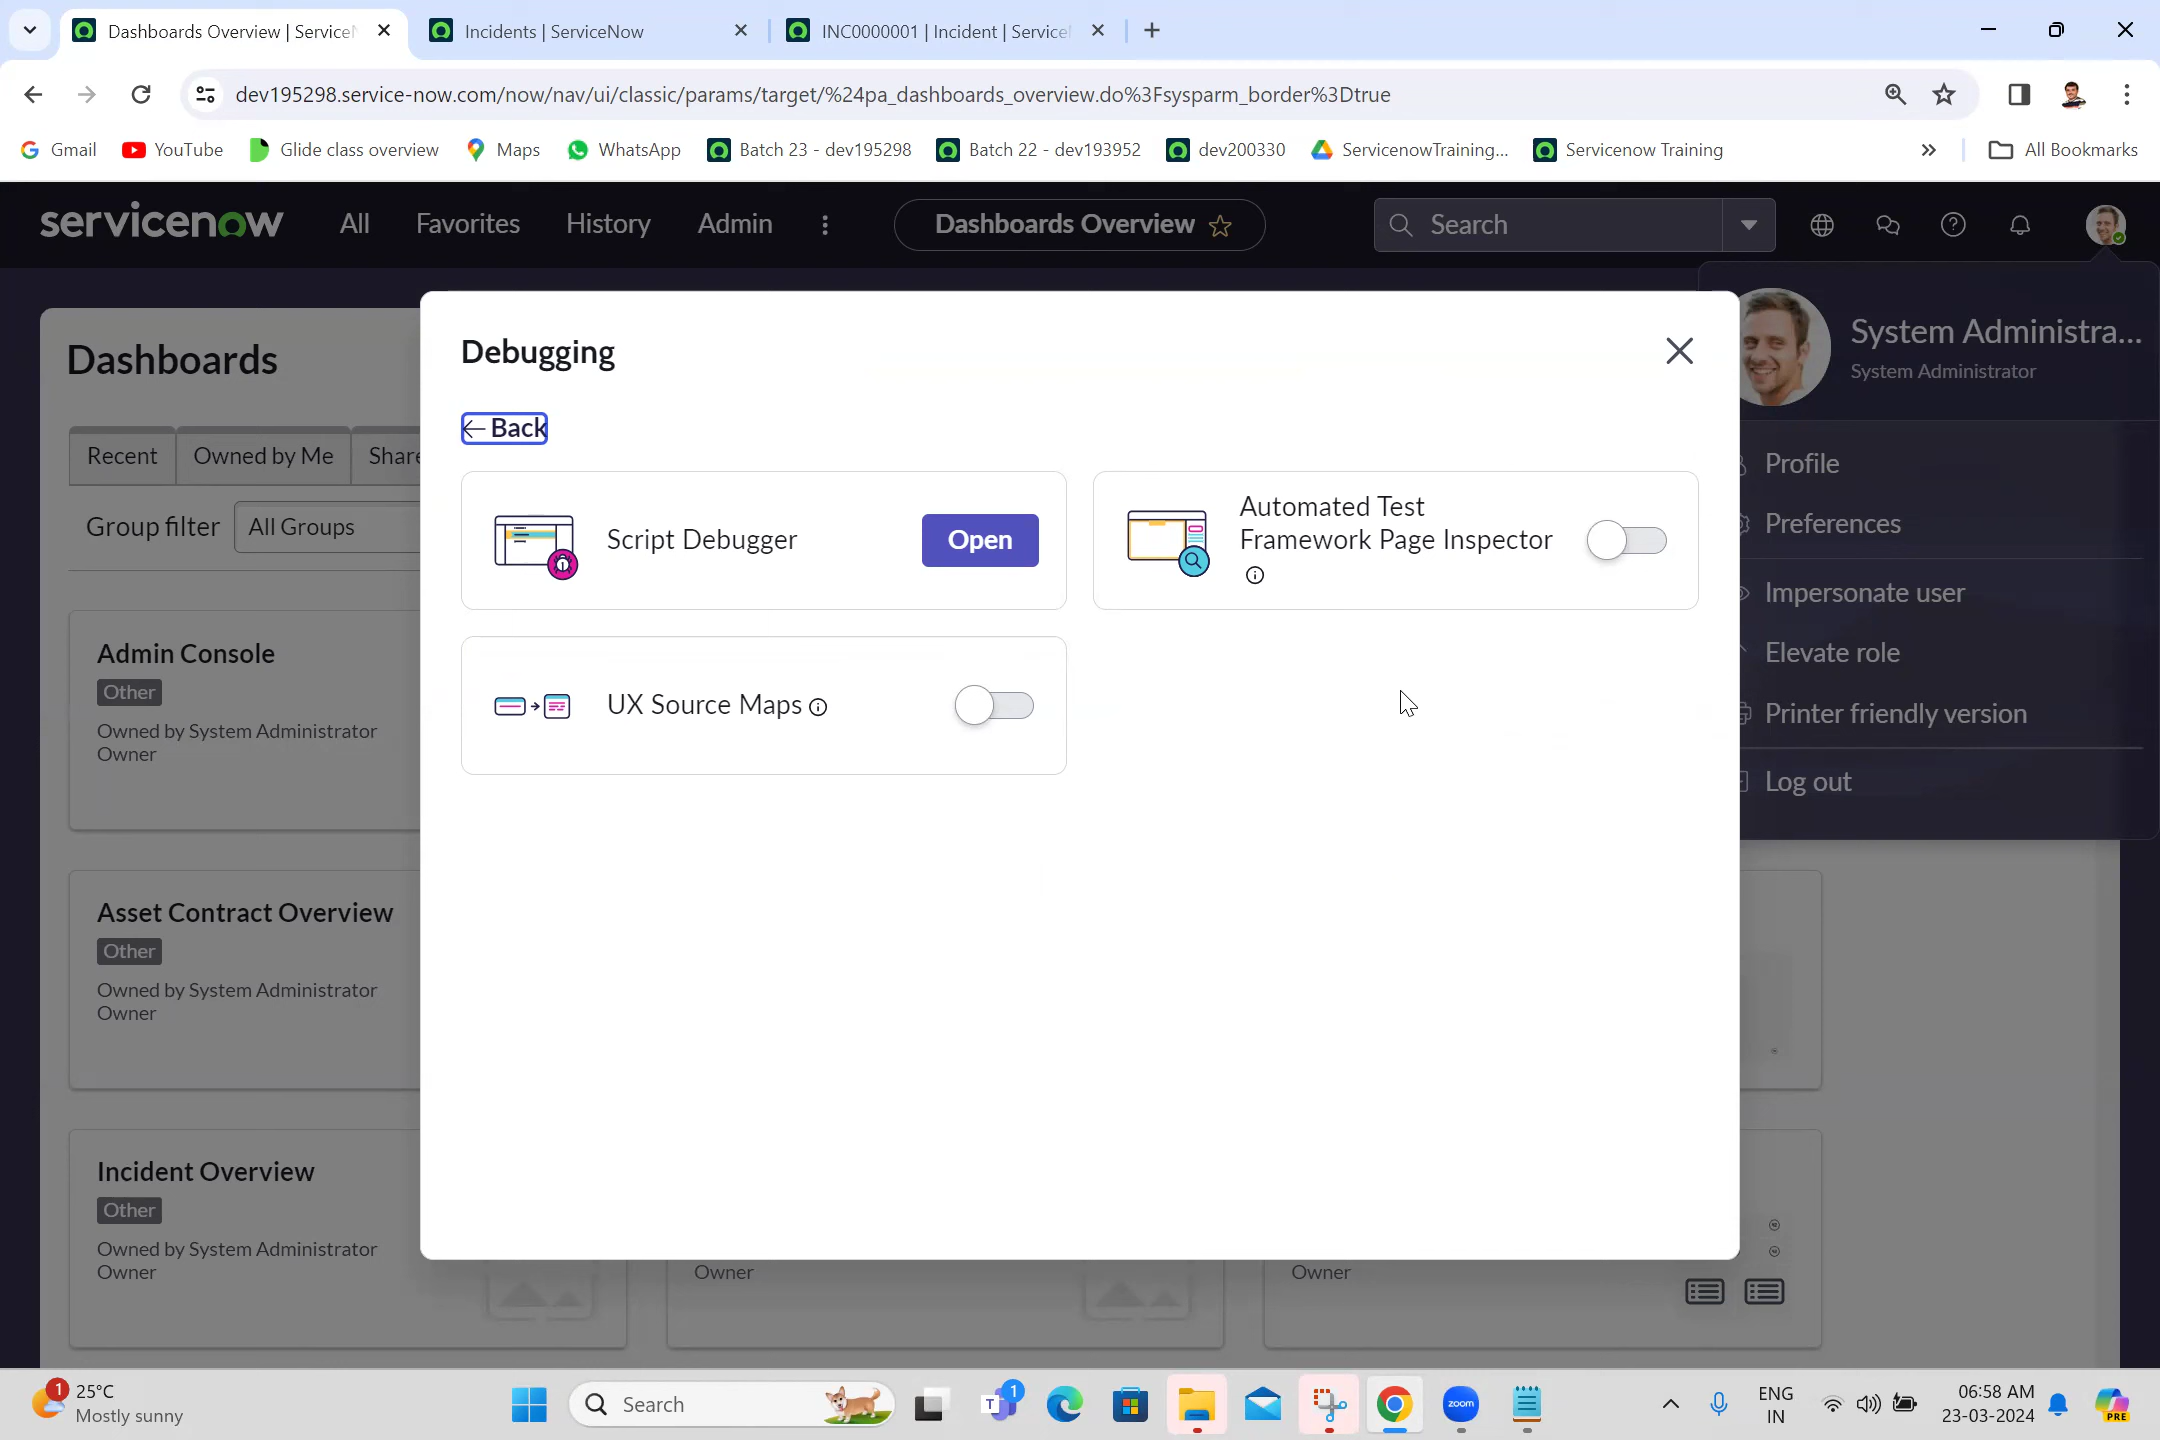 Dashboards Overview | Service
Incidents | ServiceNow
INC0000001 | Incident | Service
dev195298.service-now.com/now/nav/ui/classic/params/target/%24pa_dashboards_overview.do%3Fsysparm_border%3Dtrue
Gmail
YouTube
Glide class overview
Maps
WhatsApp
Batch 23 - dev195298
Batch 22 - dev193952
dev200330
ServicenowTraining...
Servicenow Training
All Bookmarks
servicenow
All
Favorites
History
Admin
Dashboards Overview
Search
System Administra...
System Administrator
Profile
Preferences
Impersonate user
Elevate role
Printer friendly version
Log out
Dashboards
Recent
Owned by Me
Share
Group filter
All Groups
Debugging
← Back
Script Debugger
Open
Automated Test
Framework Page Inspector
UX Source Maps
Admin Console
Other
Owned by System Administrator
Owner
Asset Contract Overview
Other
Owned by System Administrator
Owner
Incident Overview
Other
Owned by System Administrator
Owner
Owner
Owner
1
25°C
Mostly sunny
Search
T
1
zoom
ENG
IN
06:58 AM
23-03-2024
PRE